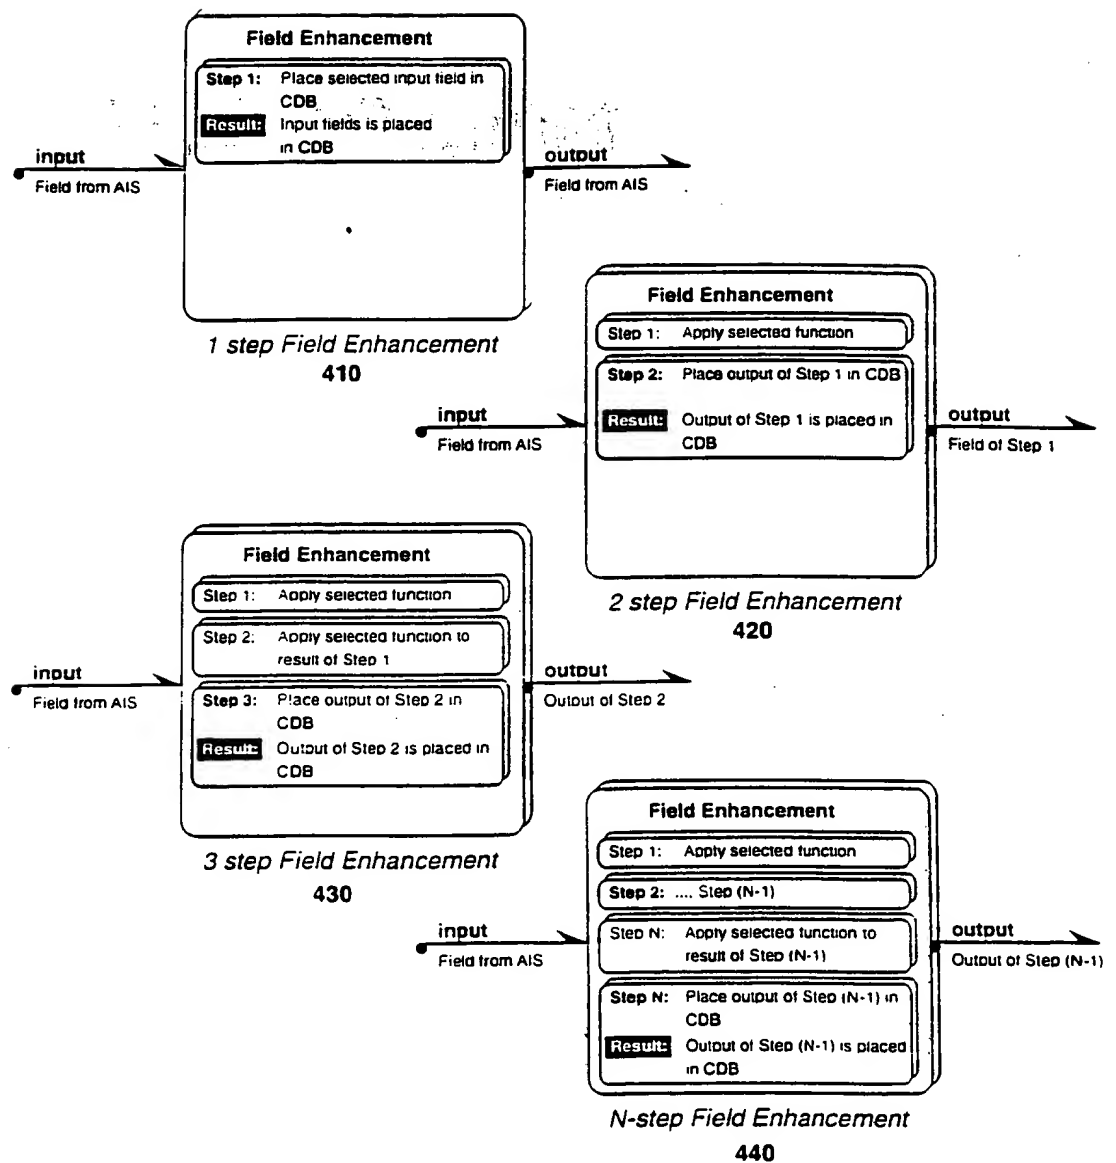 Field Enhancement
Step 1: Place selected input field in
CDB
Result: Input fields is placed
in CDB
input
Field from AIS
output
Field from AIS
1 step Field Enhancement
410
Field Enhancement
Step 1: Apply selected function
Step 2: Place output of Step 1 in CDB
Result: Output of Step 1 is placed in
CDB
input
Field from AIS
output
Field of Step 1
2 step Field Enhancement
420
Field Enhancement
Step 1: Apply selected function
Step 2: Apply selected function to
result of Step 1
Step 3: Place output of Step 2 in
CDB
Result: Output of Step 2 is placed in
CDB
input
Field from AIS
output
Output of Step 2
3 step Field Enhancement
430
Field Enhancement
Step 1: Apply selected function
Step 2: .... Step (N-1)
Step N: Apply selected function to
result of Step (N-1)
Step N: Place output of Step (N-1) in
CDB
Result: Output of Step (N-1) is placed
in CDB
input
Field from AIS
output
Output of Step (N-1)
N-step Field Enhancement
440